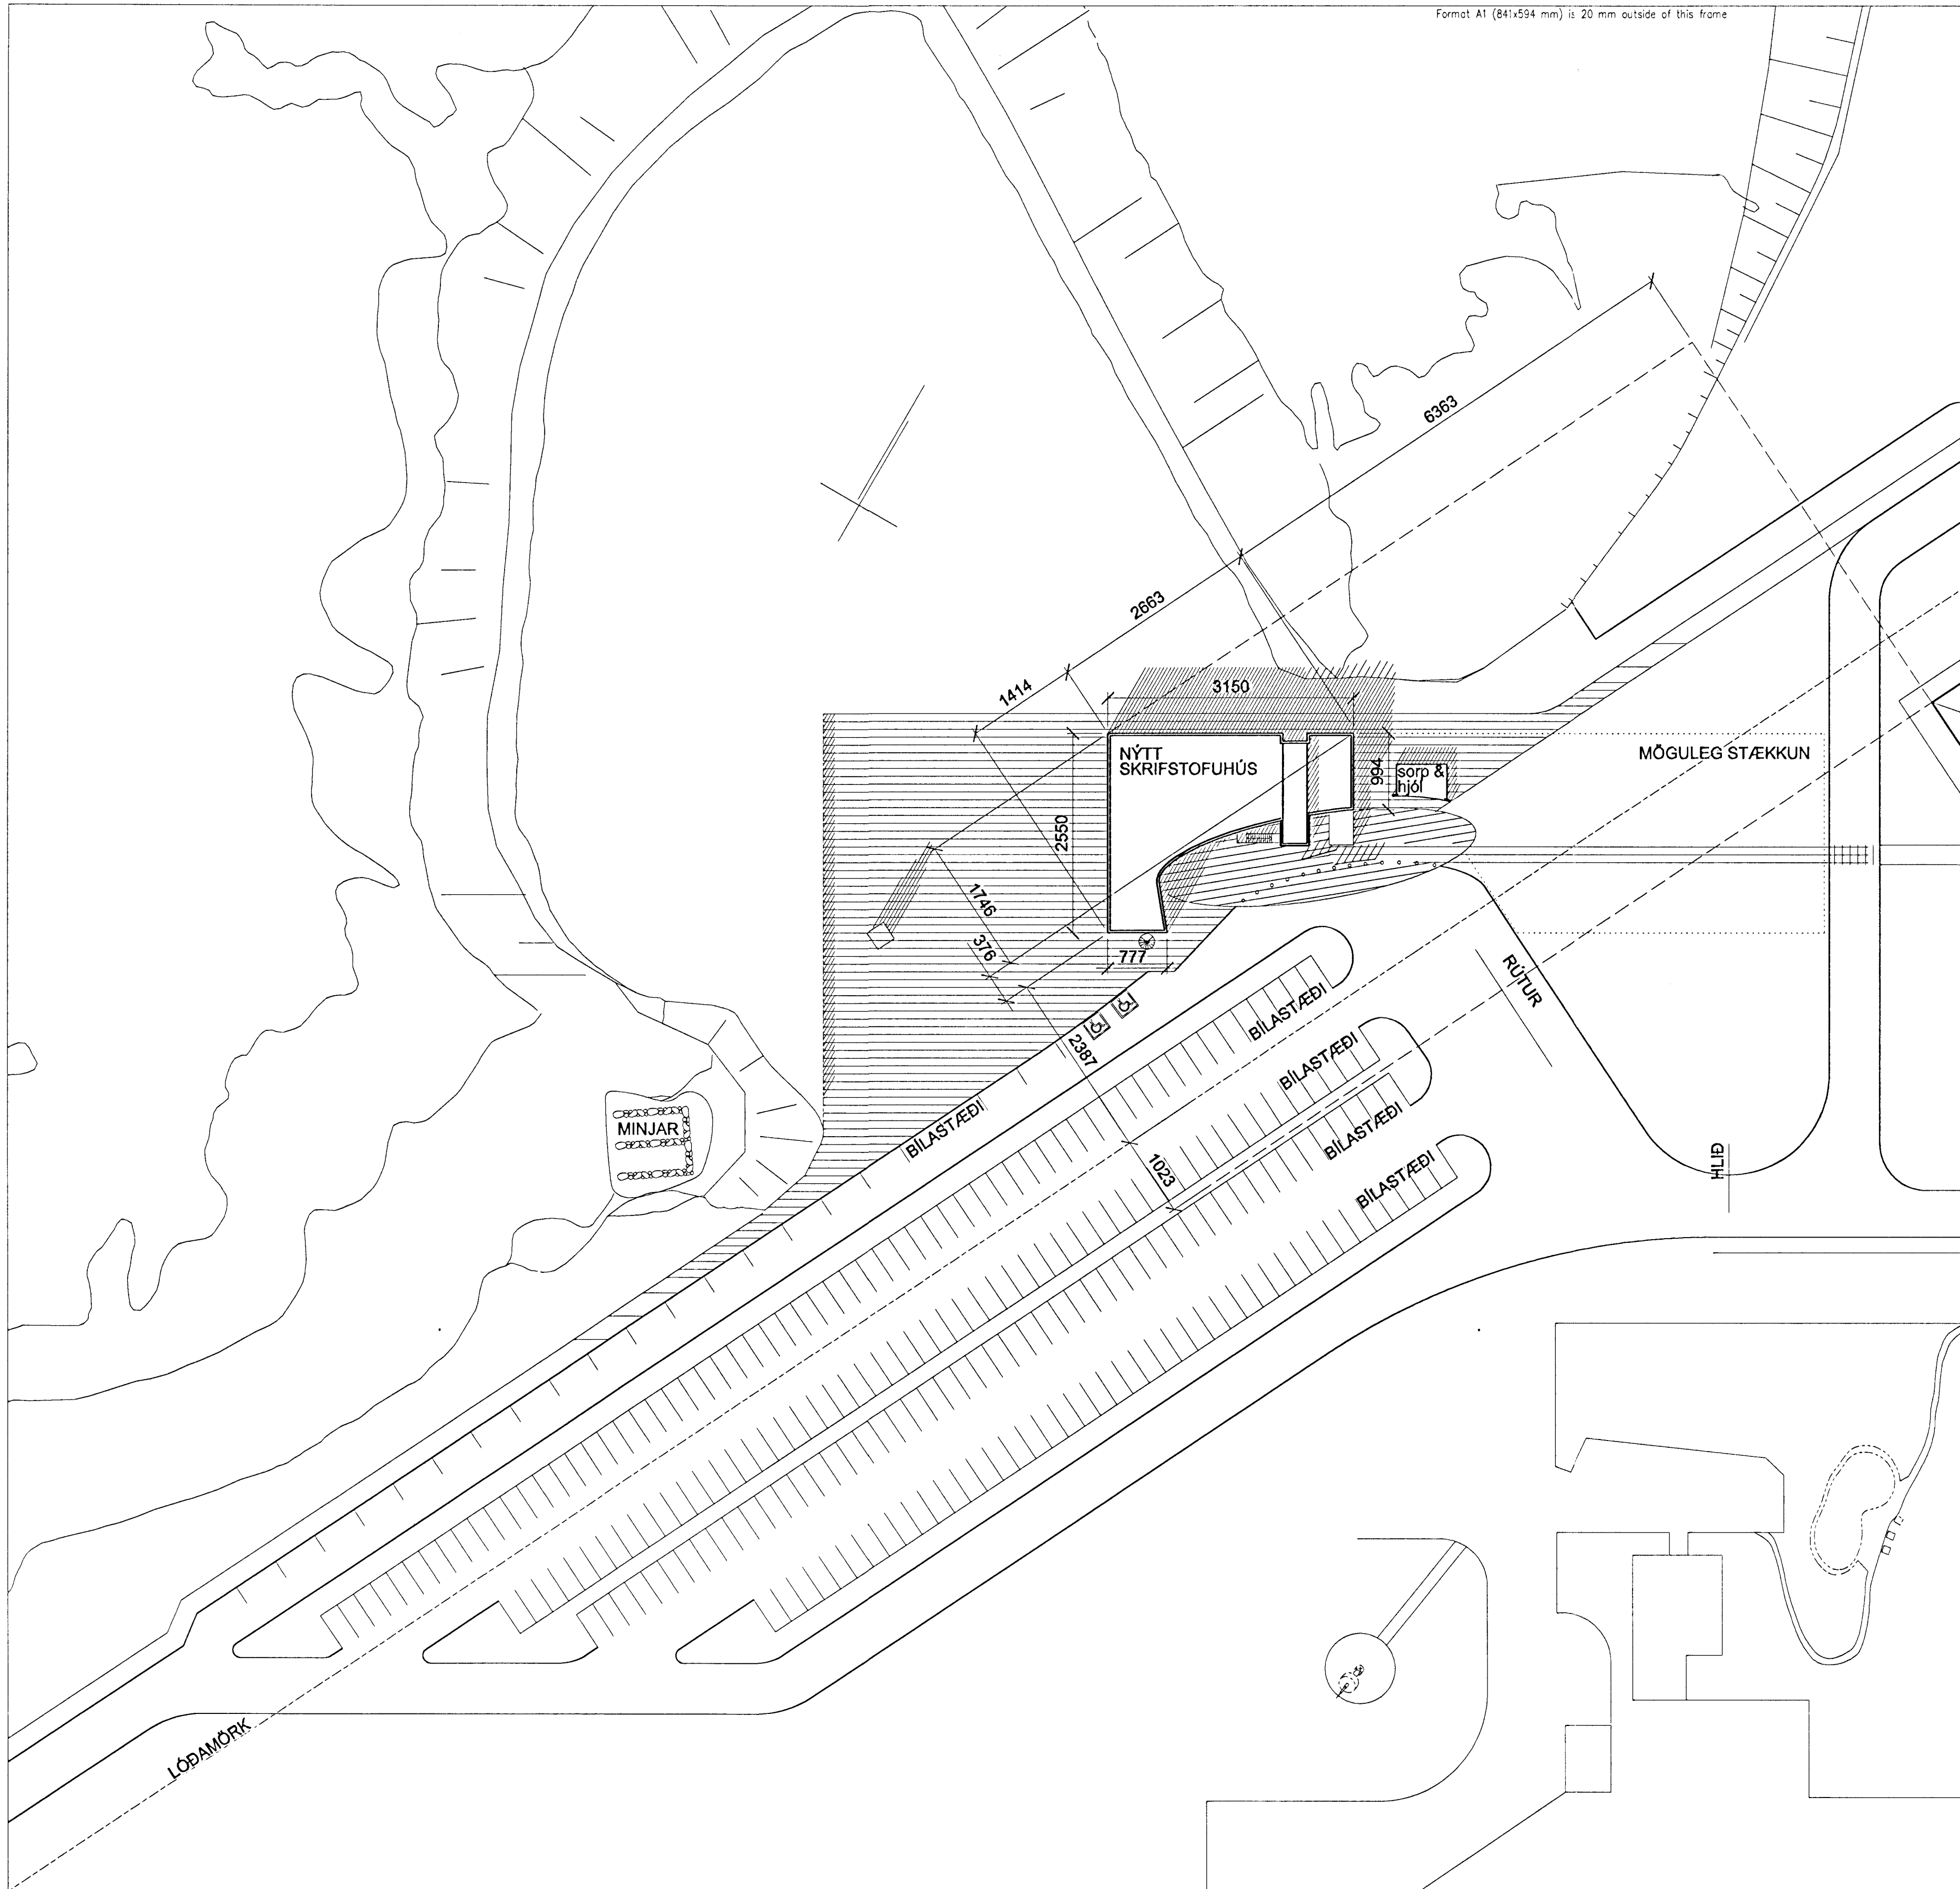 Format A1 (841x594 mm) is 20 mm outside of this frame
6363
2663
1414
3150
NÝTT
SKRIFSTOFUHÚS
994
sorp &
hjól
MÖGULEG STÆKKUN
2550
1746
376
777
RÚTUR
2387
BÍLASTÆÐI
BÍLASTÆÐI
BÍLASTÆÐI
BÍLASTÆÐI
BÍLASTÆÐI
MINJAR
1023
HLIÐ
LÓÐAMÖRK